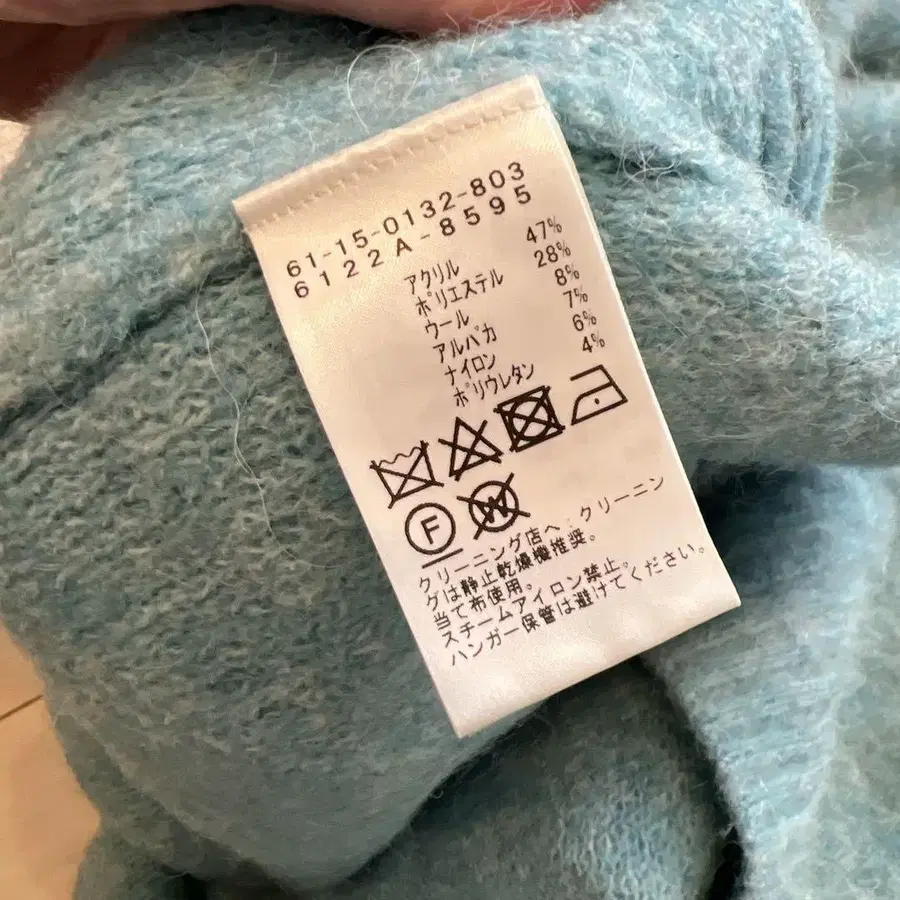 61-15-0132-803
6122A-8595
アクリル 47%
ポリエステル 28%
ウール 8%
アルパカ 7%
ナイロン 6%
ポリウレタン 4%
F W
クリーニング店へ:クリーニン
グは静止乾燥機推奨。
当て布使用。
スチームアイロン禁止。
ハンガー保管は避けてください。